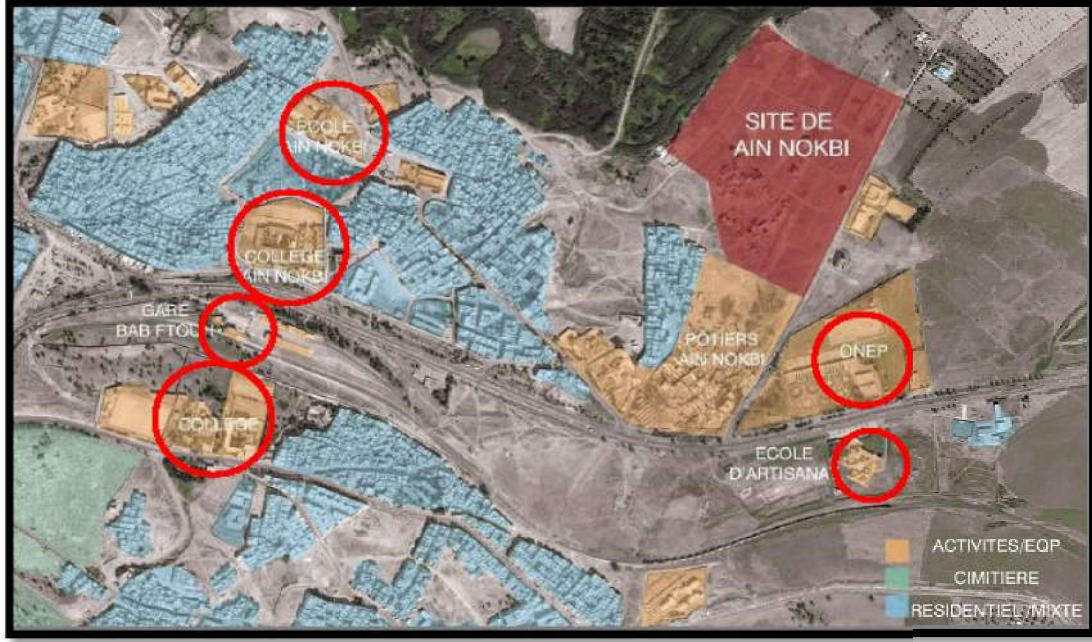 ECOLE
AIN NOKBI
SITE DE
AIN NOKBI
COLLEGE
AIN NOKBI
GARE
BAB FTOUH
POTIERS
AIN NOKBI
ONEP
COLLEGE
ECOLE
D'ARTISANA
ACTIVITES/EQP
CIMITIERE
RESIDENTIEL/MIXTE